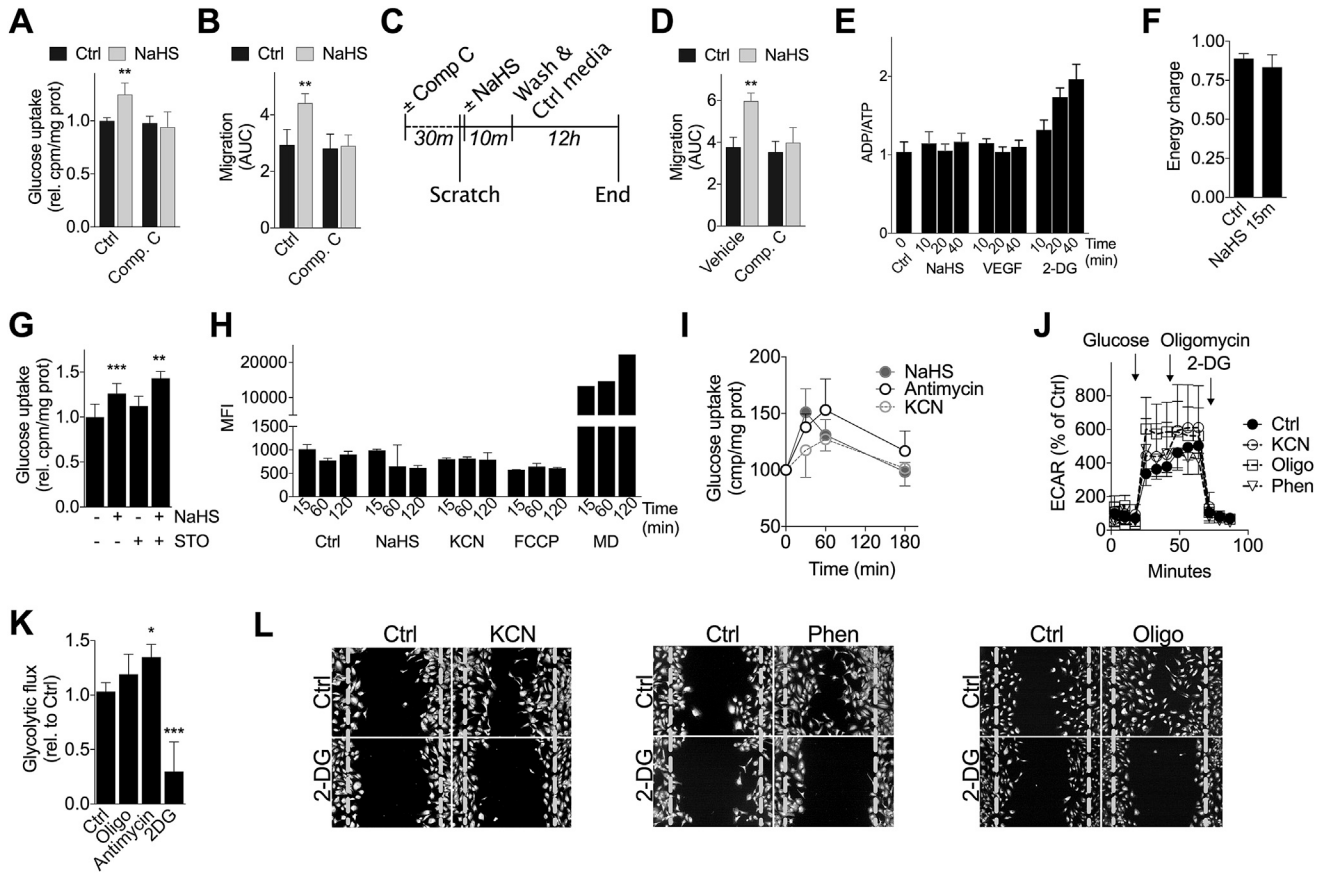 A
Ctrl NaHS
**
Glucose uptake
(rel. cpm/mg prot)
1.0
0.5
0.0
Ctrl
Comp. C
B
Ctrl NaHS
**
Migration
(AUC)
4
2
0
Ctrl
Comp. C
C
± Comp C
± NaHS
Wash &
Ctrl media
30m 10m 12h
Scratch End
D
Ctrl NaHS
**
Migration
(AUC)
6
4
2
0
Vehicle
Comp. C
E
ADP/ATP
2
1
0
0 10 20 40 10 20 40 10 20 40 Time
(min)
Ctrl NaHS VEGF 2-DG
F
Energy charge
1.00
0.75
0.50
0.25
0.00
Ctrl
NaHS 15m
G
Glucose uptake
(rel. cpm/mg prot)
1.5
1.0
0.5
0.0
*** **
- + - + NaHS
- - + + STO
H
MFI
20000
10000
1500
1000
500
0
15 60 120 15 60 120 15 60 120 15 60 120 15 60 120 Time
(min)
Ctrl NaHS KCN FCCP MD
I
Glucose uptake
(cmp/mg prot)
200
150
100
50
NaHS
Antimycin
KCN
0 60 120 180
Time (min)
J
Glucose Oligomycin
2-DG
ECAR (% of Ctrl)
800
600
400
200
0
Ctrl
KCN
Oligo
Phen
0 50 100
Minutes
K
Glycolytic flux
(rel. to Ctrl)
1.5
1.0
0.5
0.0
*
***
Ctrl
Oligo
Antimycin
2DG
L
Ctrl KCN
Ctrl
2-DG
Ctrl Phen
Ctrl
2-DG
Ctrl Oligo
Ctrl
2-DG